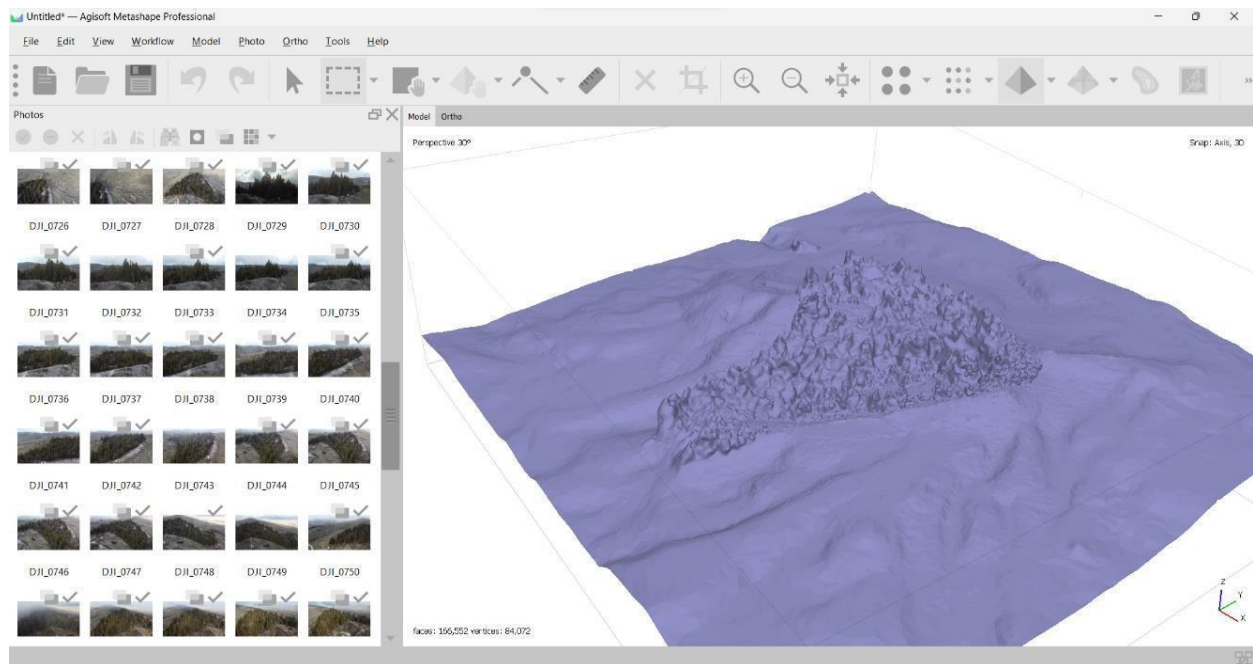 Untitled* — Agisoft Metashape Professional
File Edit View Workflow Model Photo Ortho Tools Help
Photos
Model Ortho
Perspective 30°
Snap: Axis, 3D
DJI_0726 DJI_0727 DJI_0728 DJI_0729 DJI_0730
DJI_0731 DJI_0732 DJI_0733 DJI_0734 DJI_0735
DJI_0736 DJI_0737 DJI_0738 DJI_0739 DJI_0740
DJI_0741 DJI_0742 DJI_0743 DJI_0744 DJI_0745
DJI_0746 DJI_0747 DJI_0748 DJI_0749 DJI_0750
faces: 166,552 vertices: 84,072
Z
Y
X